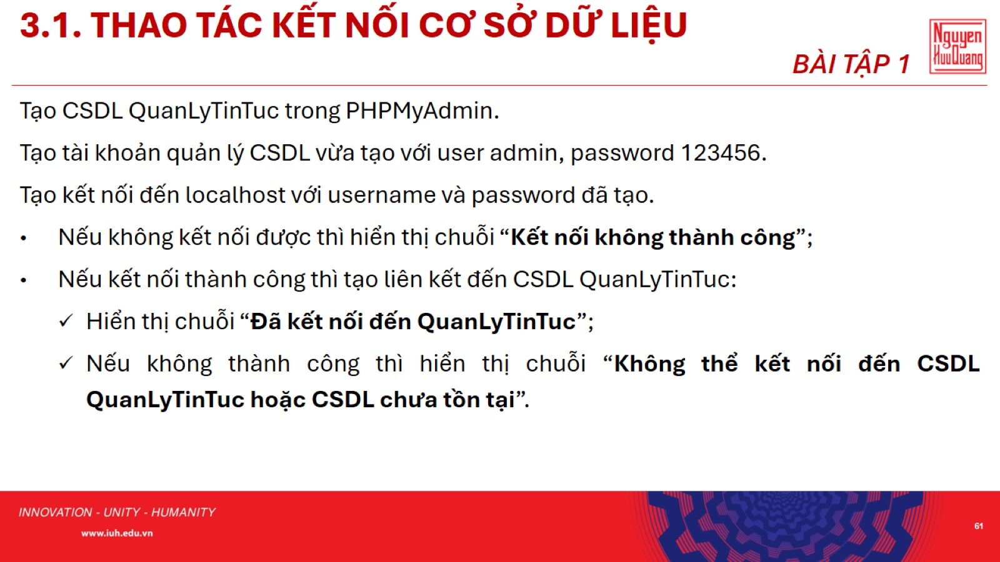 3.1. THAO TÁC KẾT NỐI CƠ SỞ DỮ LIỆU
Nguyen
HuuQuang
BÀI TẬP 1
Tạo CSDL QuanLyTinTuc trong PHPMyAdmin.
Tạo tài khoản quản lý CSDL vừa tạo với user admin, password 123456.
Tạo kết nối đến localhost với username và password đã tạo.
• Nếu không kết nối được thì hiển thị chuỗi “Kết nối không thành công”;
• Nếu kết nối thành công thì tạo liên kết đến CSDL QuanLyTinTuc:
✓ Hiển thị chuỗi “Đã kết nối đến QuanLyTinTuc”;
✓ Nếu không thành công thì hiển thị chuỗi “Không thể kết nối đến CSDL
QuanLyTinTuc hoặc CSDL chưa tồn tại”.
INNOVATION - UNITY - HUMANITY
www.iuh.edu.vn
61